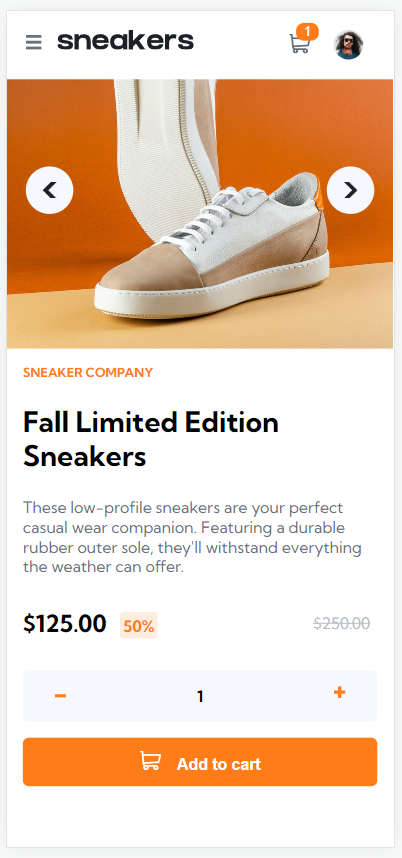 sneakers
1
SNEAKER COMPANY
Fall Limited Edition
Sneakers
These low-profile sneakers are your perfect
casual wear companion. Featuring a durable
rubber outer sole, they'll withstand everything
the weather can offer.
$125.00 50% $250.00
- 1 +
Add to cart